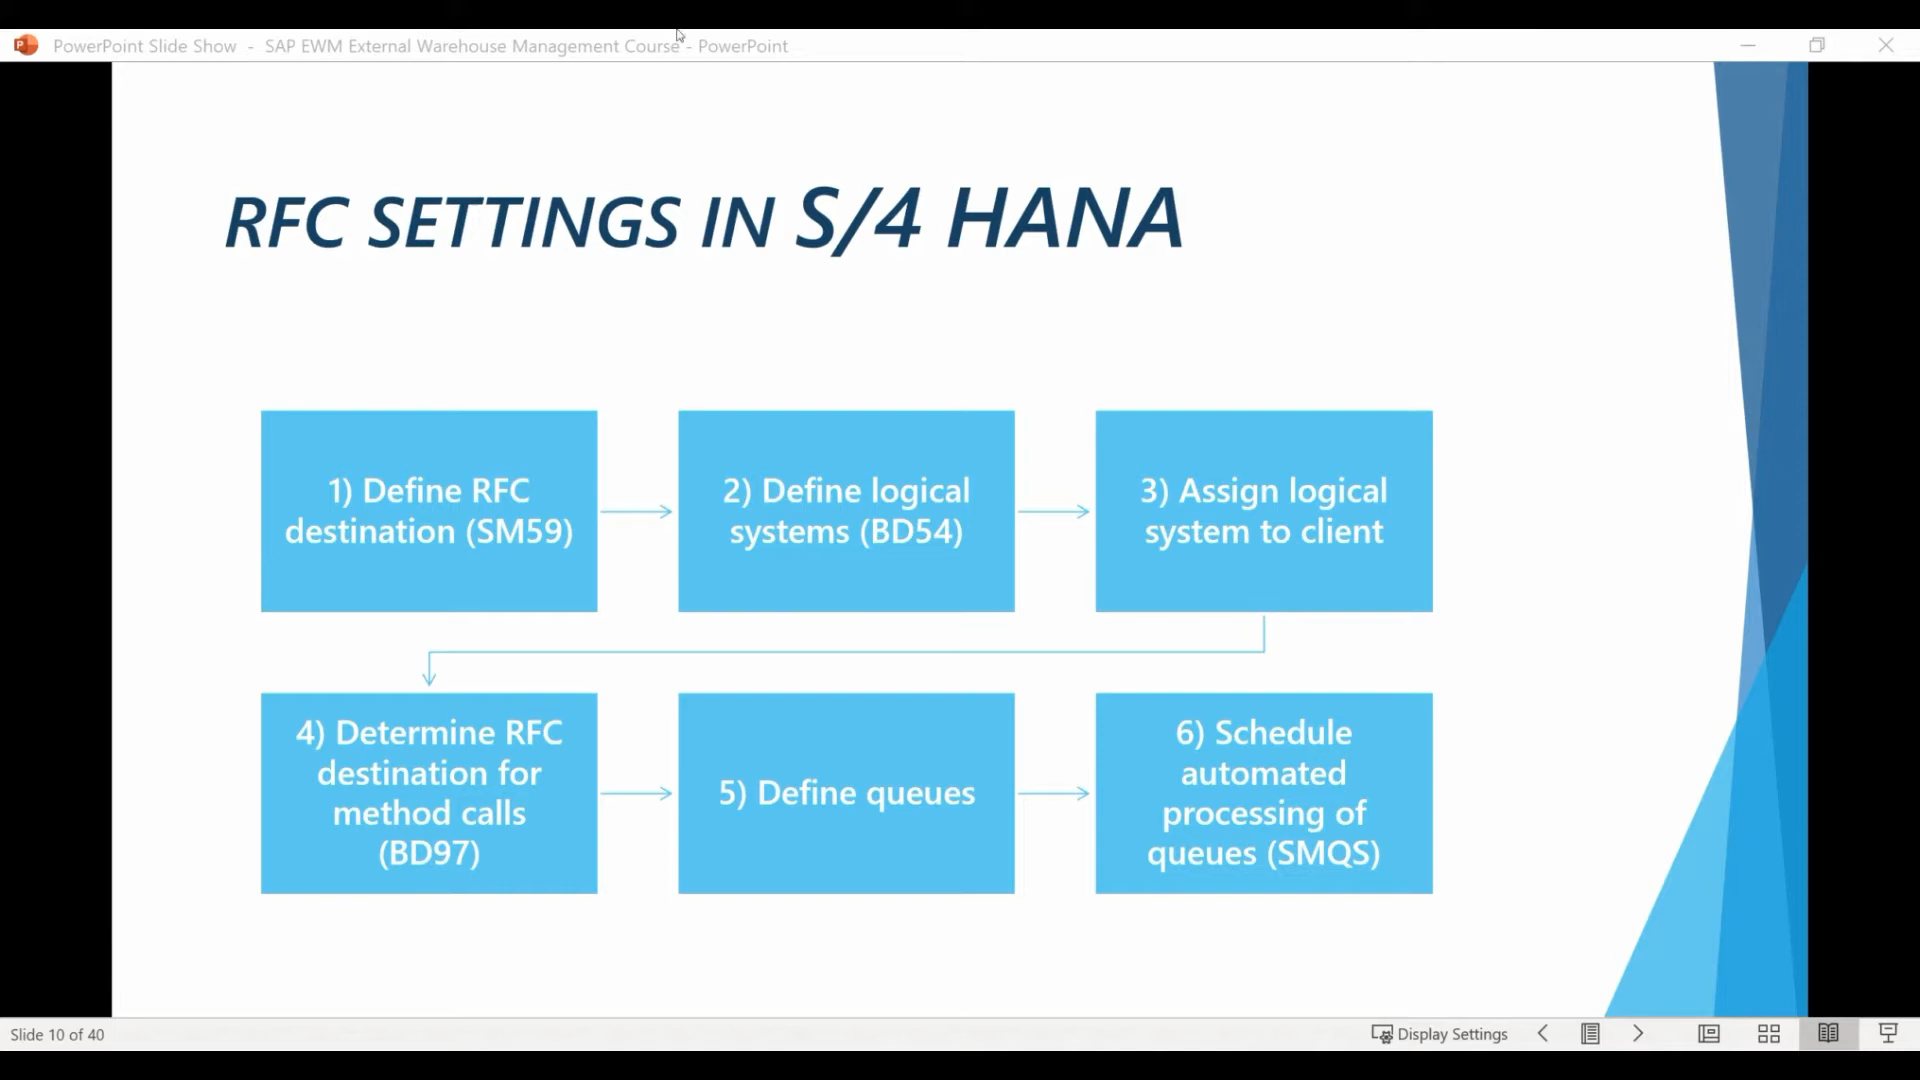 PowerPoint Slide Show - SAP EWM External Warehouse Management Course - PowerPoint
RFC SETTINGS IN S/4 HANA
1) Define RFC
destination (SM59)
2) Define logical
systems (BD54)
3) Assign logical
system to client
4) Determine RFC
destination for
method calls
(BD97)
5) Define queues
6) Schedule
automated
processing of
queues (SMQS)
Slide 10 of 40
Display Settings